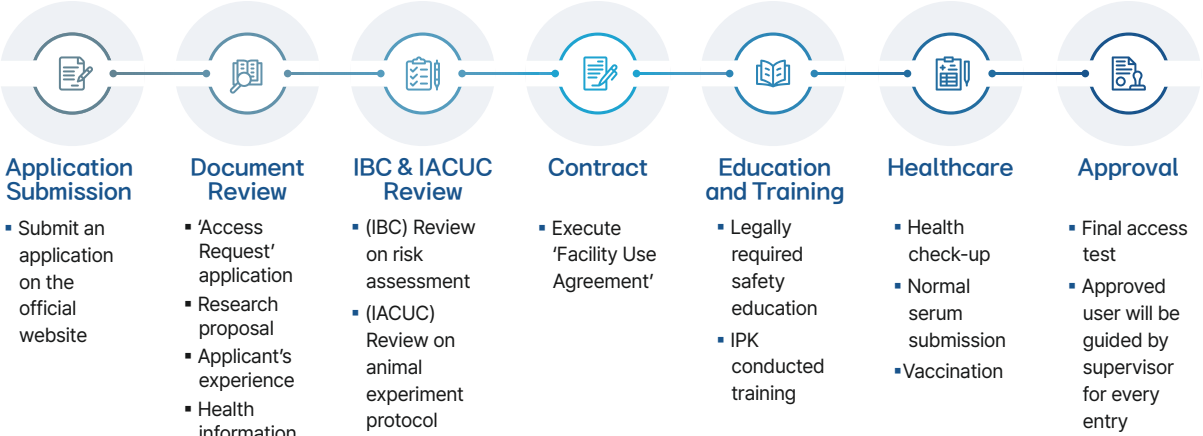 Application
Submission
▪ Submit an
application
on the
official
website
Document
Review
▪ ‘Access
Request’
application
▪ Research
proposal
▪ Applicant’s
experience
▪ Health
information
IBC & IACUC
Review
▪ (IBC) Review
on risk
assessment
▪ (IACUC)
Review on
animal
experiment
protocol
Contract
▪ Execute
‘Facility Use
Agreement’
Education
and Training
▪ Legally
required
safety
education
▪ IPK
conducted
training
Healthcare
▪ Health
check-up
▪ Normal
serum
submission
▪Vaccination
Approval
▪ Final access
test
▪ Approved
user will be
guided by
supervisor
for every
entry